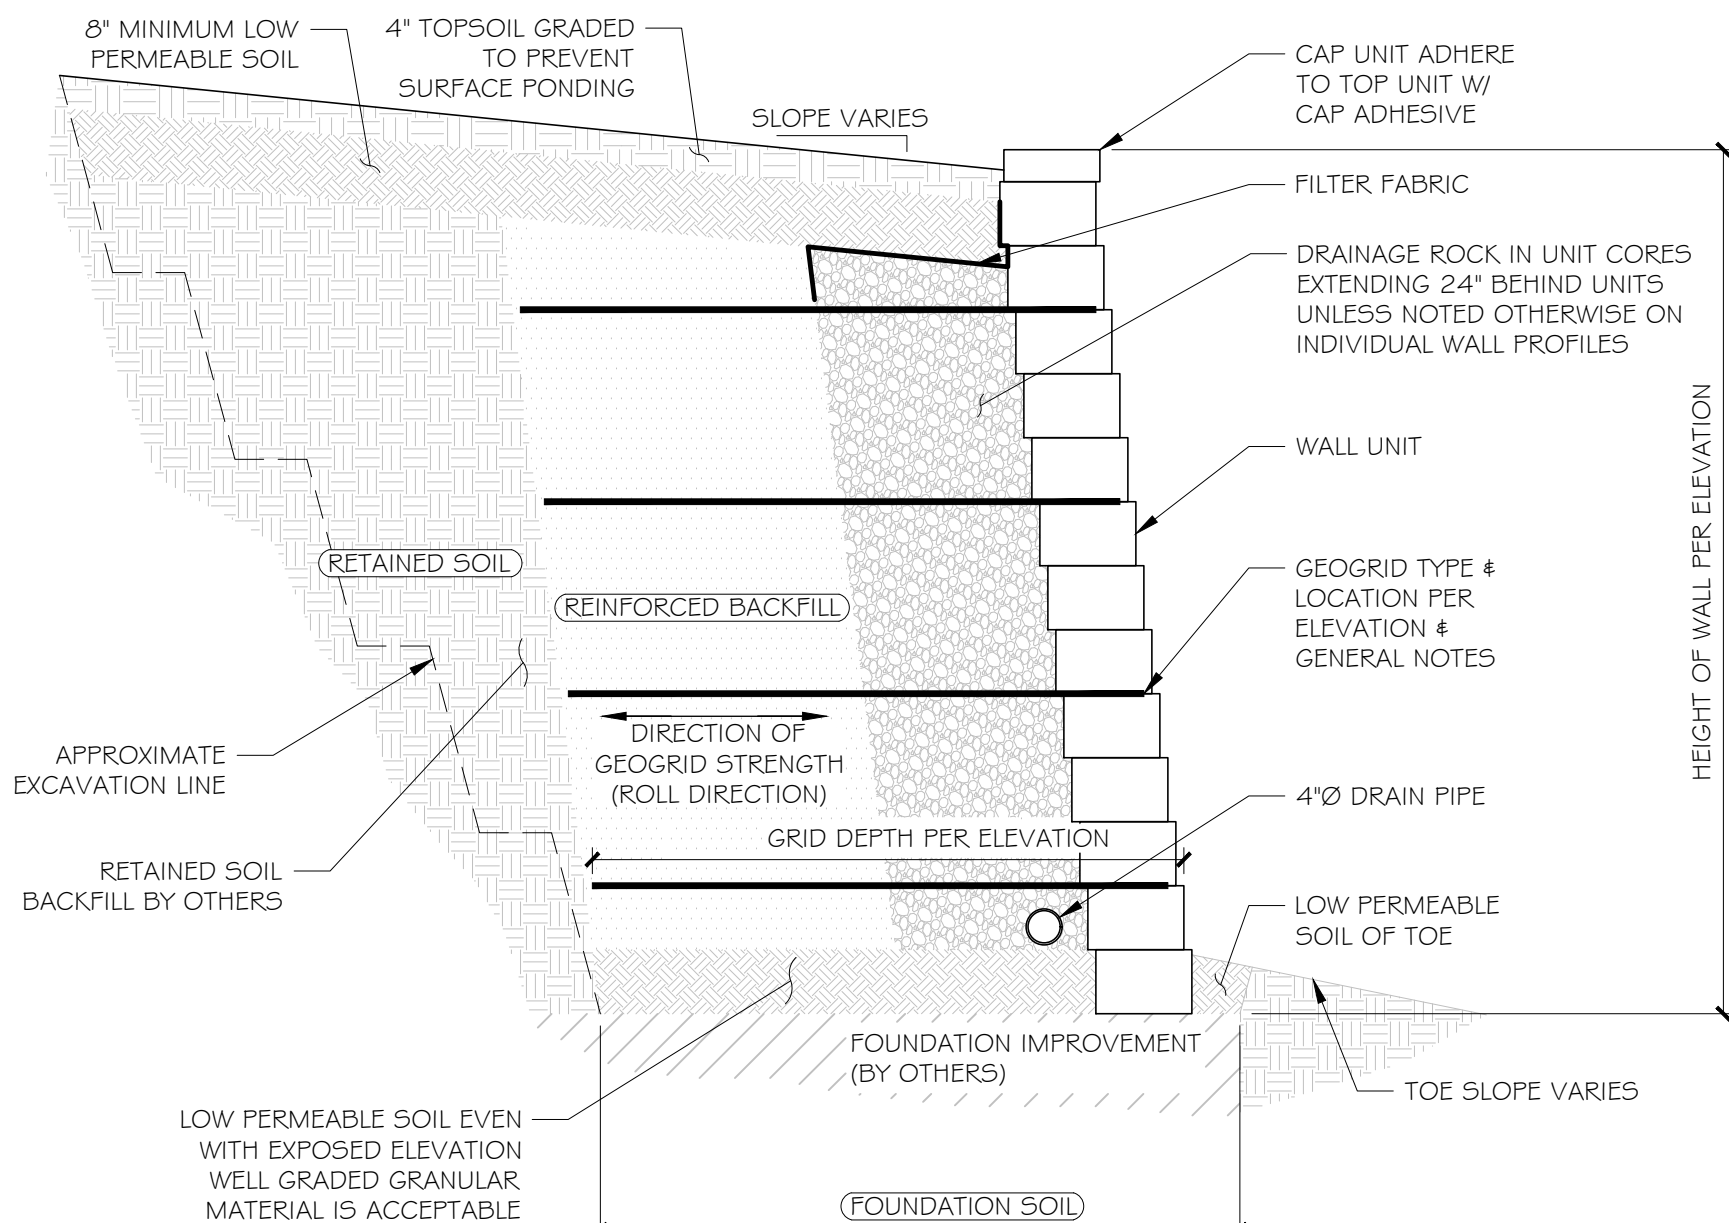 8" MINIMUM LOW
PERMEABLE SOIL
4" TOPSOIL GRADED
TO PREVENT
SURFACE PONDING
SLOPE VARIES
CAP UNIT ADHERE
TO TOP UNIT W/
CAP ADHESIVE
FILTER FABRIC
DRAINAGE ROCK IN UNIT CORES
EXTENDING 24" BEHIND UNITS
UNLESS NOTED OTHERWISE ON
INDIVIDUAL WALL PROFILES
WALL UNIT
HEIGHT OF WALL PER ELEVATION
RETAINED SOIL
REINFORCED BACKFILL
GEOGRID TYPE &
LOCATION PER
ELEVATION &
GENERAL NOTES
DIRECTION OF
GEOGRID STRENGTH
(ROLL DIRECTION)
APPROXIMATE
EXCAVATION LINE
4"Ø DRAIN PIPE
GRID DEPTH PER ELEVATION
RETAINED SOIL
BACKFILL BY OTHERS
LOW PERMEABLE
SOIL OF TOE
FOUNDATION IMPROVEMENT
(BY OTHERS)
TOE SLOPE VARIES
LOW PERMEABLE SOIL EVEN
WITH EXPOSED ELEVATION
WELL GRADED GRANULAR
MATERIAL IS ACCEPTABLE
FOUNDATION SOIL